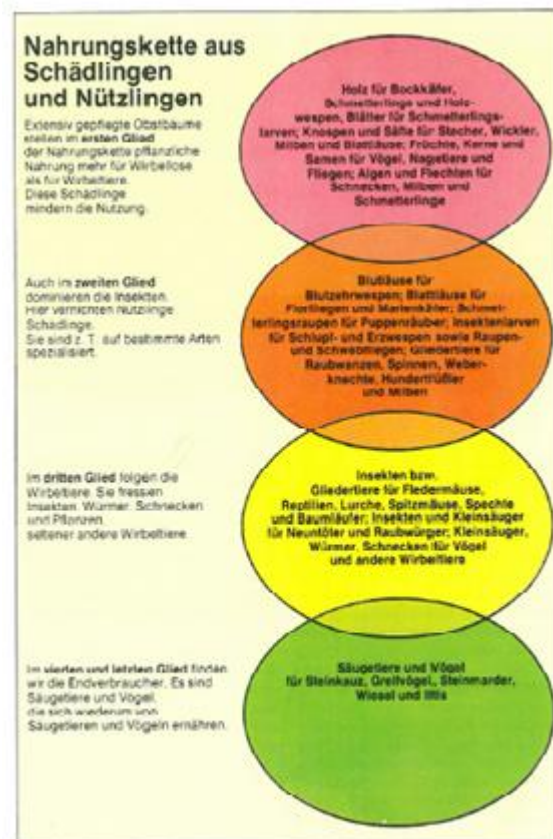 Nahrungskette aus
Schädlingen
und Nützlingen
Extensiv gepflegte Obstbäume
stellen im ersten Glied
der Nahrungskette pflanzliche
Nahrung mehr für Wirbellose
als für Wirbeltiere.
Diese Schädlinge
mindern die Nutzung.
Holz für Bockkäfer,
Schmetterlinge und Holz-
wespen, Blätter für Schmetterlings-
larven; Knospen und Säfte für Stecher, Wickler,
Milben und Blattläuse; Früchte, Kerne und
Samen für Vögel, Nagetiere und
Fliegen; Algen und Flechten für
Schnecken, Milben und
Schmetterlinge
Auch im zweiten Glied
dominieren die Insekten.
Hier vernichten Nützlinge
Schädlinge.
Sie sind z. T. auf bestimmte Arten
spezialisiert.
Blutläuse für
Blutzehrwespen; Blattläuse für
Florfliegen und Marienkäfer; Schmet-
terlingsraupen für Puppenräuber; Insektenlarven
für Schlupf- und Erzwespen sowie Raupen-
und Schwebfliegen; Gliedertiere für
Raubwanzen, Spinnen, Weber-
knechte, Hundertfüßler
und Milben
Im dritten Glied folgen die
Wirbeltiere. Sie fressen
Insekten, Würmer, Schnecken
und Pflanzen,
seltener andere Wirbeltiere
Insekten bzw.
Gliedertiere für Fledermäuse,
Reptilien, Lurche, Spitzmäuse, Spechte
und Baumläufer; Insekten und Kleinsäuger
für Neuntöter und Raubwürger; Kleinsäuger,
Würmer, Schnecken für Vögel
und andere Wirbeltiere
Im vierten und letzten Glied finden
wir die Endverbraucher. Es sind
Säugetiere und Vögel,
die sich wiederum von
Säugetieren und Vögeln ernähren.
Säugetiere und Vögel
für Steinkauz, Greifvögel, Steinmarder,
Wiesel und Iltis